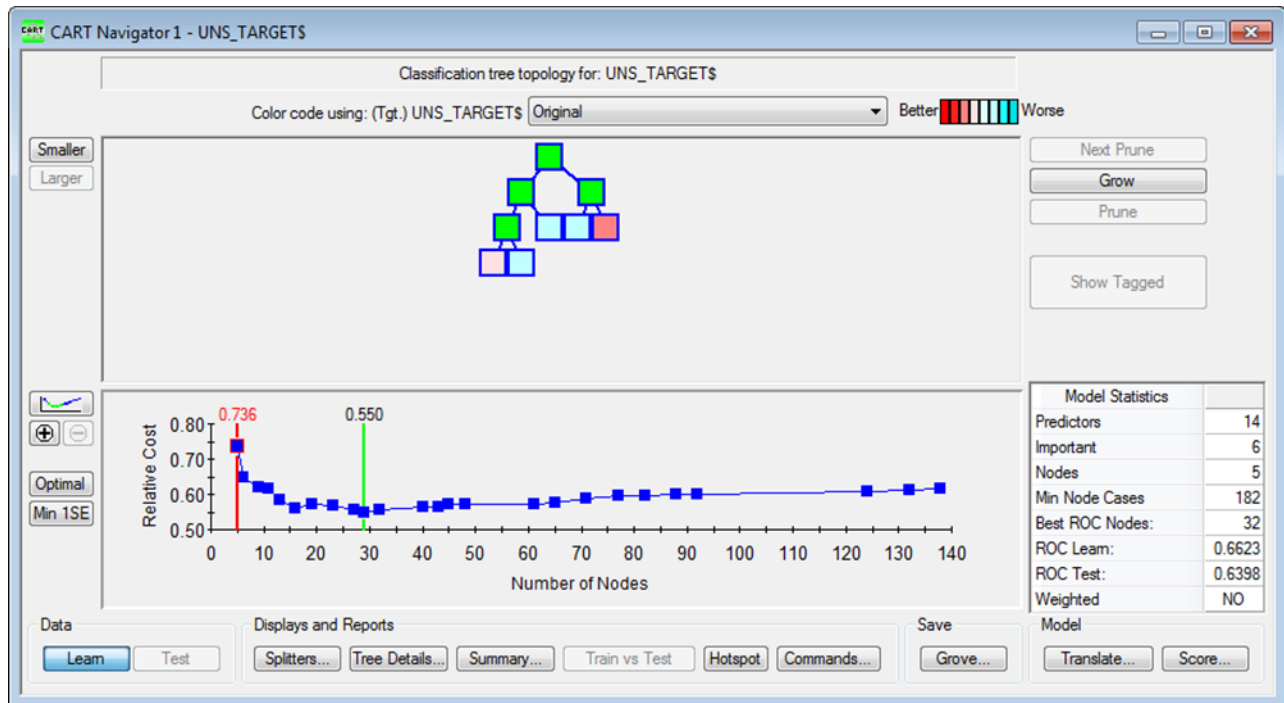 CART Navigator 1 - UNS_TARGET$
Classification tree topology for: UNS_TARGET$
Color code using: (Tgt.) UNS_TARGET$ Original Better Worse
Smaller
Larger
Next Prune
Grow
Prune
Show Tagged
Optimal
Min 1SE
0.736 0.550
Relative Cost
0.80
0.70
0.60
0.50
0 10 20 30 40 50 60 70 80 90 100 110 120 130 140
Number of Nodes
Model Statistics
Predictors 14
Important 6
Nodes 5
Min Node Cases 182
Best ROC Nodes: 32
ROC Learn: 0.6623
ROC Test: 0.6398
Weighted NO
Data Displays and Reports Save Model
Learn Test Splitters... Tree Details... Summary... Train vs Test Hotspot Commands... Grove... Translate... Score...